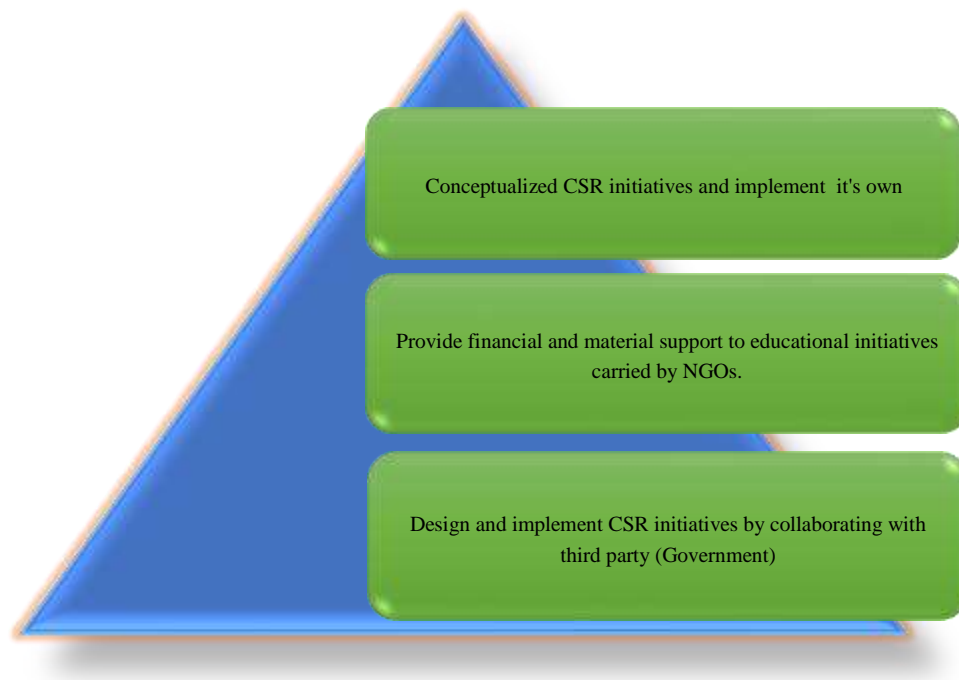 Conceptualized CSR initiatives and implement it's own
Provide financial and material support to educational initiatives
carried by NGOs.
Design and implement CSR initiatives by collaborating with
third party (Government)